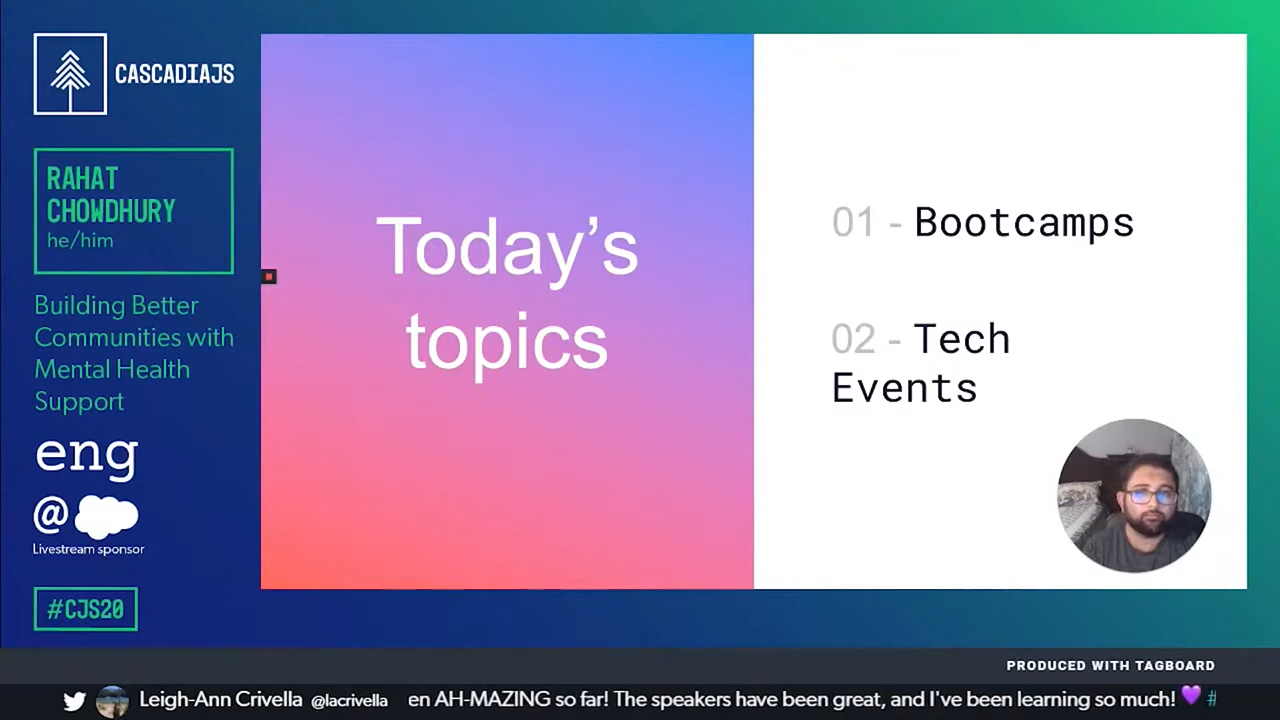 CASCADIAJS
RAHAT
CHOWDHURY
he/him
Building Better
Communities with
Mental Health
Support
eng
@
Livestream sponsor
#CJS20
Today’s
topics
01 - Bootcamps
02 - Tech
Events
PRODUCED WITH TAGBOARD
Leigh-Ann Crivella @lacrivella en AH-MAZING so far! The speakers have been great, and I've been learning so much! 💜 #